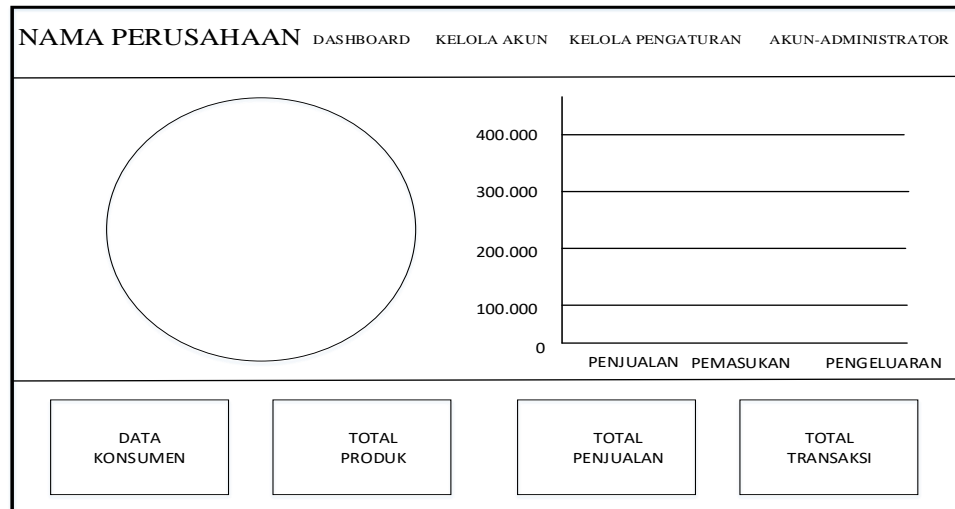 NAMA PERUSAHAAN DASHBOARD KELOLA AKUN KELOLA PENGATURAN AKUN-ADMINISTRATOR
400.000
300.000
200.000
100.000
0
PENJUALAN PEMASUKAN PENGELUARAN
DATA
KONSUMEN
TOTAL
PRODUK
TOTAL
PENJUALAN
TOTAL
TRANSAKSI